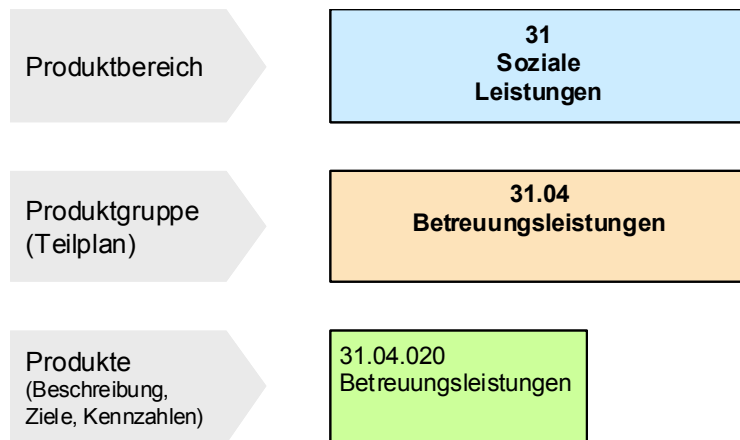 Produktbereich
31
Soziale
Leistungen
Produktgruppe
(Teilplan)
31.04
Betreuungsleistungen
Produkte
(Beschreibung,
Ziele, Kennzahlen)
31.04.020
Betreuungsleistungen